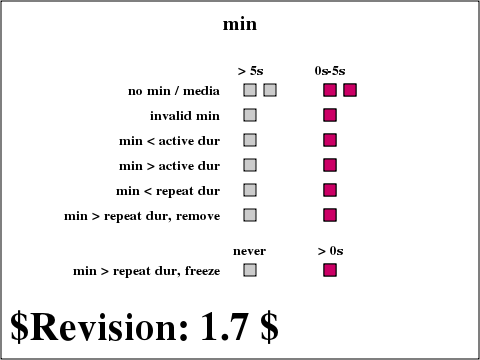 min
> 5s 0s-5s
no min / media
invalid min
min < active dur
min > active dur
min < repeat dur
min > repeat dur, remove
never > 0s
min > repeat dur, freeze
$Revision: 1.7 $